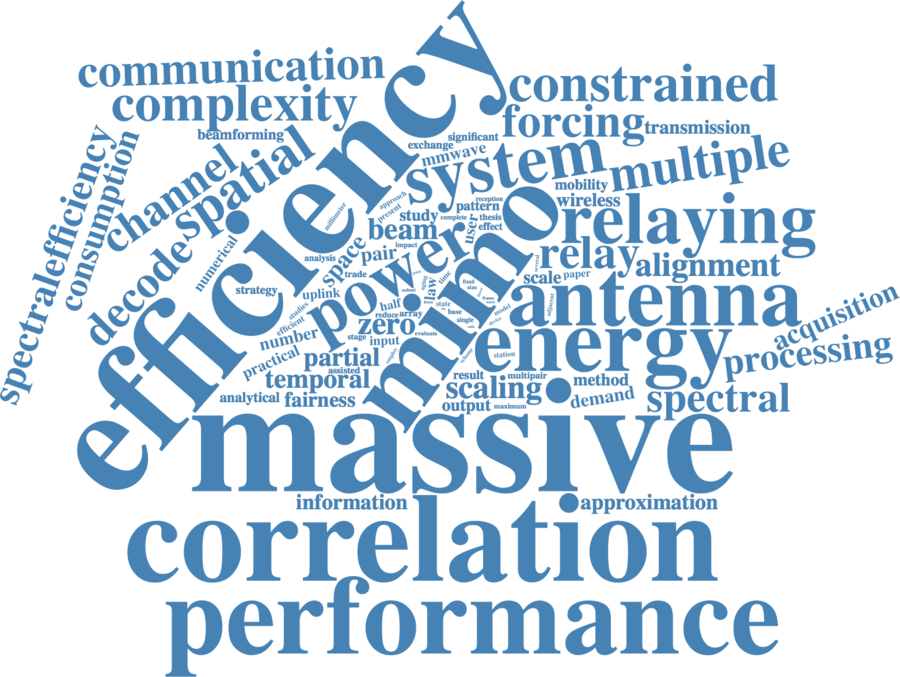 efficiency
communication
constrained
complexity
forcing
transmission
beamforming
significant
exchange
mmwave
system
multiple
spectralefficiency
consumption
channel
spatial
decode
numerical
strategy
millimeter
approach
present
reception
pattern
mobility
wireless
study
complete
thesis
user
effect
beam
relaying
mimo
power
space
pair
impact
analysis
trade
relay
alignment
scale
paper
several
uplink
studies
efficient
half
reduce
array
law
time
state
base
single
fixed
size
model
device
antenna
adjacent
acquisition
number
zero
evaluate
stage
input
practical
partial
assisted
energy
station
scheme
processing
temporal
result
multipair
method
analytical
fairness
scaling
output
maximum
demand
spectral
massive
information
approximation
correlation
performance